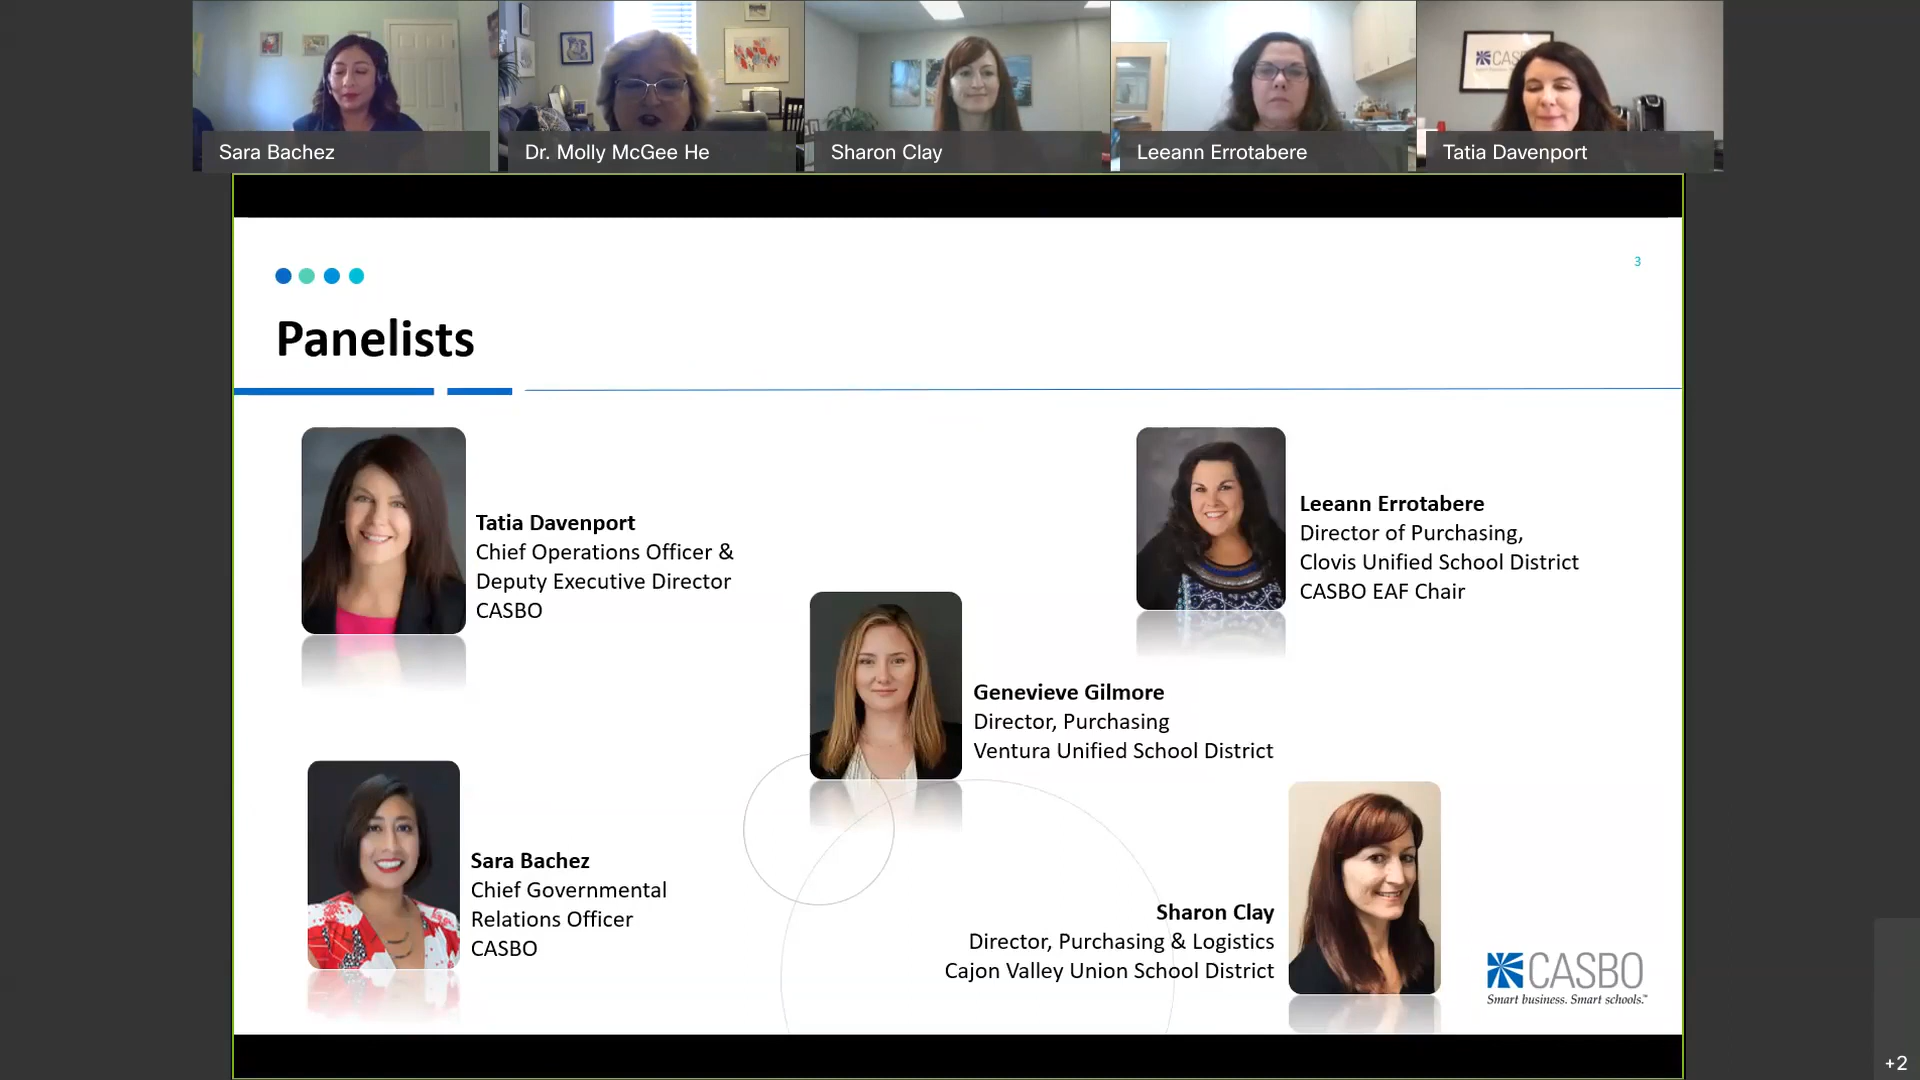 Sara Bachez
Dr. Molly McGee He
Sharon Clay
Leeann Errotabere
CASBO
Tatia Davenport
3
Panelists
Tatia Davenport
Chief Operations Officer &
Deputy Executive Director
CASBO
Leeann Errotabere
Director of Purchasing,
Clovis Unified School District
CASBO EAF Chair
Genevieve Gilmore
Director, Purchasing
Ventura Unified School District
Sara Bachez
Chief Governmental
Relations Officer
CASBO
Sharon Clay
Director, Purchasing & Logistics
Cajon Valley Union School District
CASBO
Smart business. Smart schools.™
+2